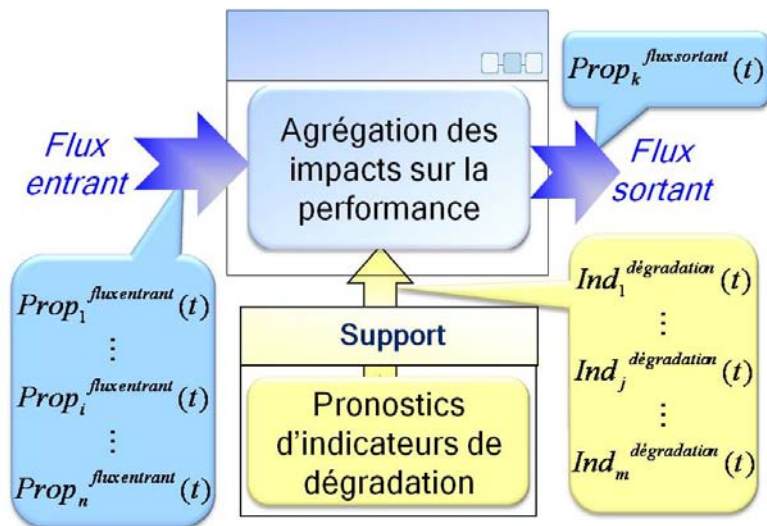 Prop_k^{fluxsortant}(t)
Agrégation des
impacts sur la
performance
Flux
entrant
Flux
sortant
Prop_1^{fluxentrant}(t)
⋮
Prop_i^{fluxentrant}(t)
⋮
Prop_n^{fluxentrant}(t)
Support
Pronostics
d'indicateurs de
dégradation
Ind_1^{dégradation}(t)
⋮
Ind_j^{dégradation}(t)
⋮
Ind_m^{dégradation}(t)